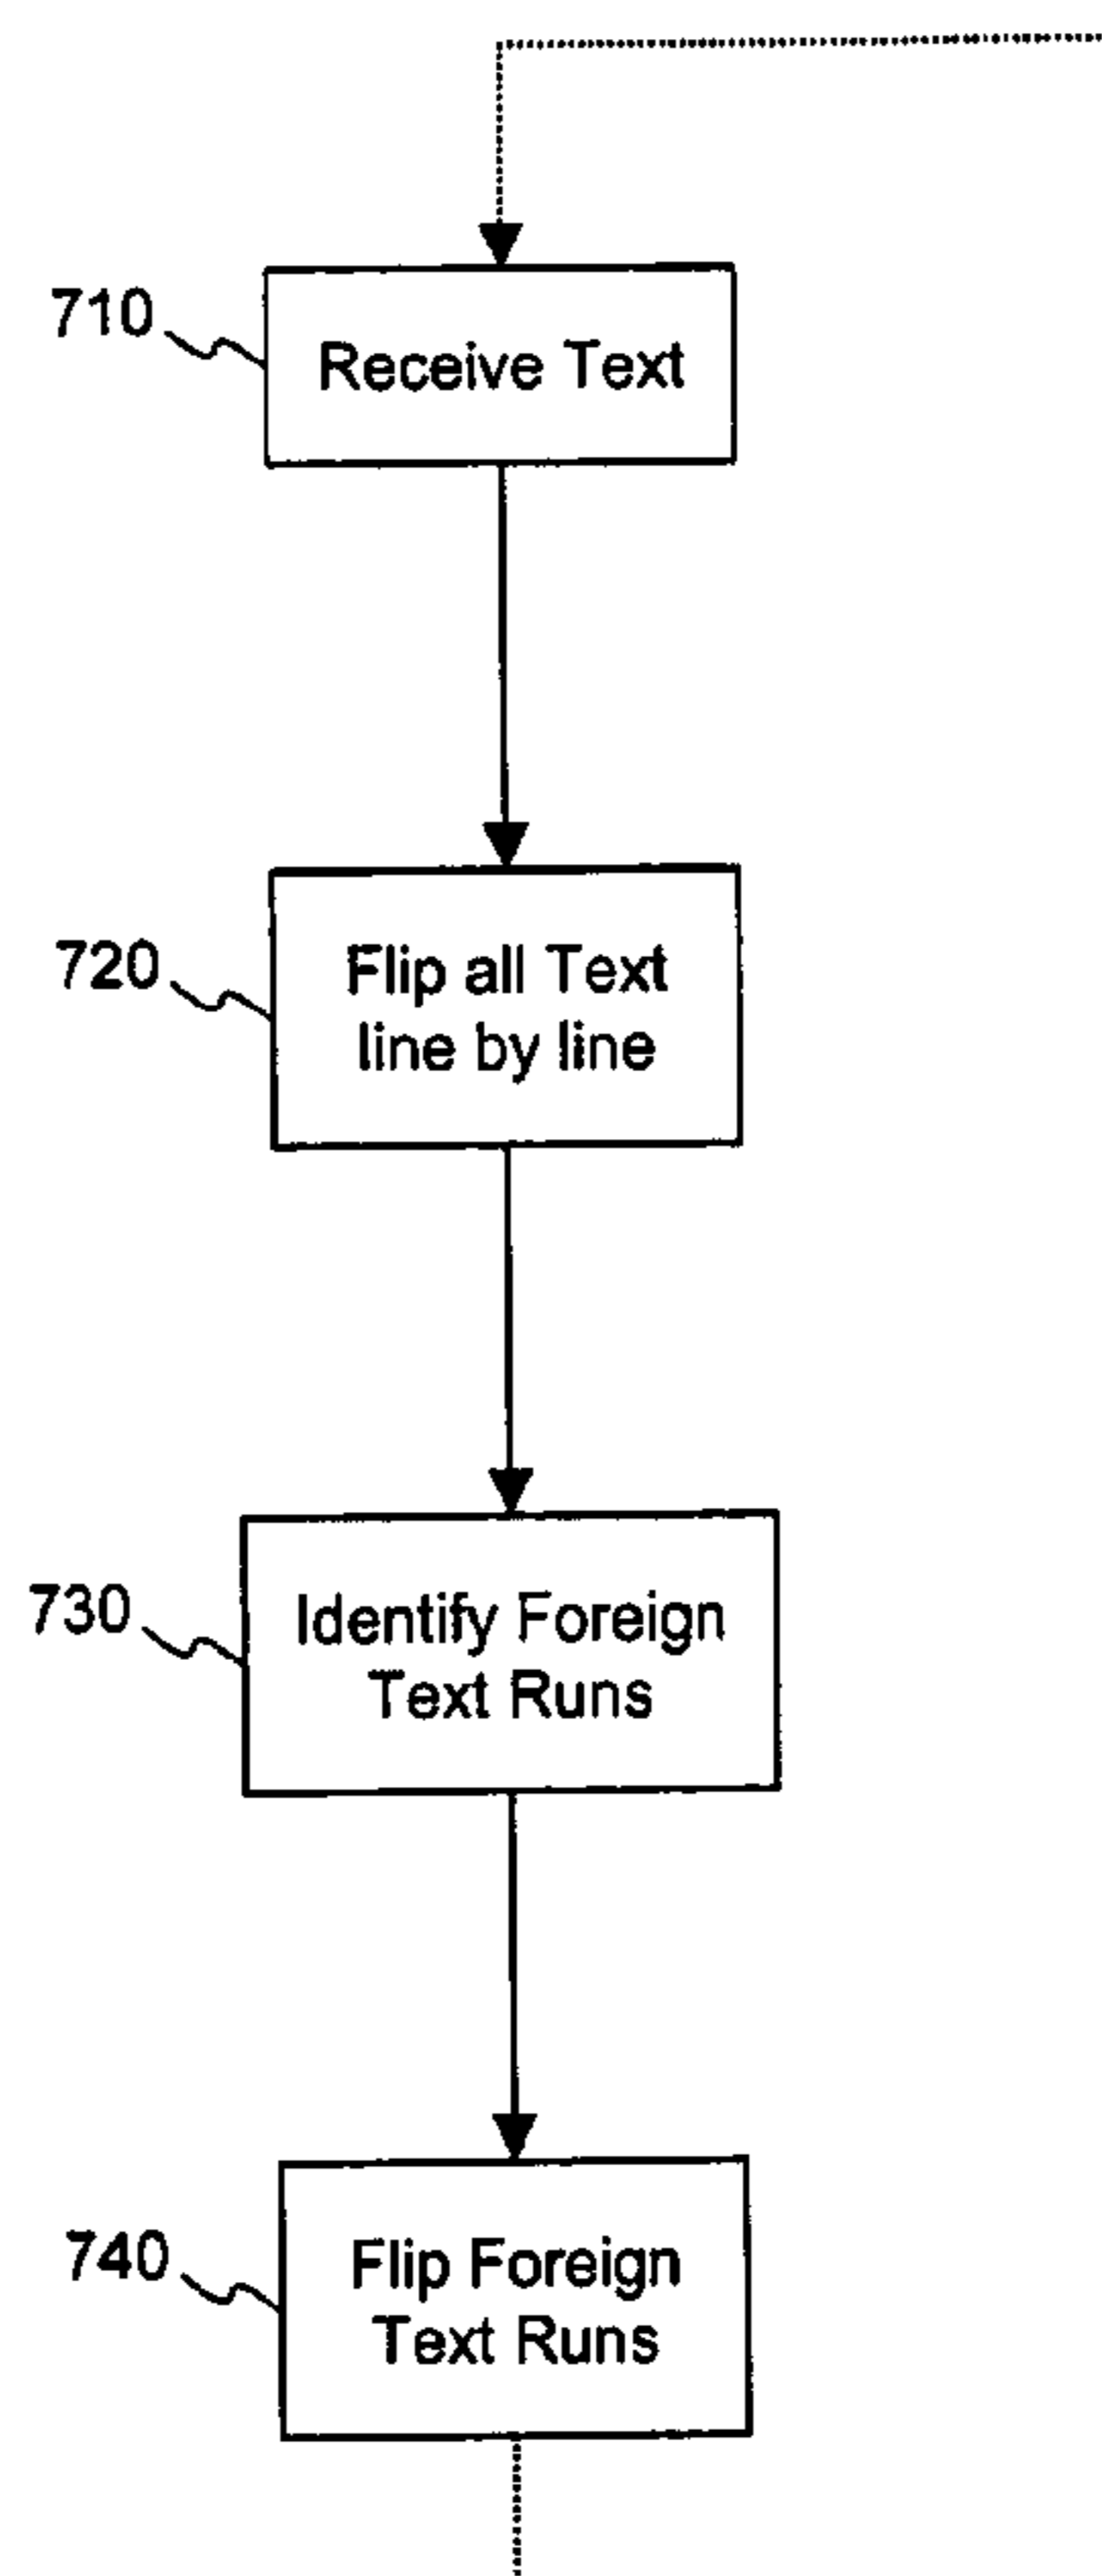 710
Receive Text
720
Flip all Text
line by line
730
Identify Foreign
Text Runs
740
Flip Foreign
Text Runs